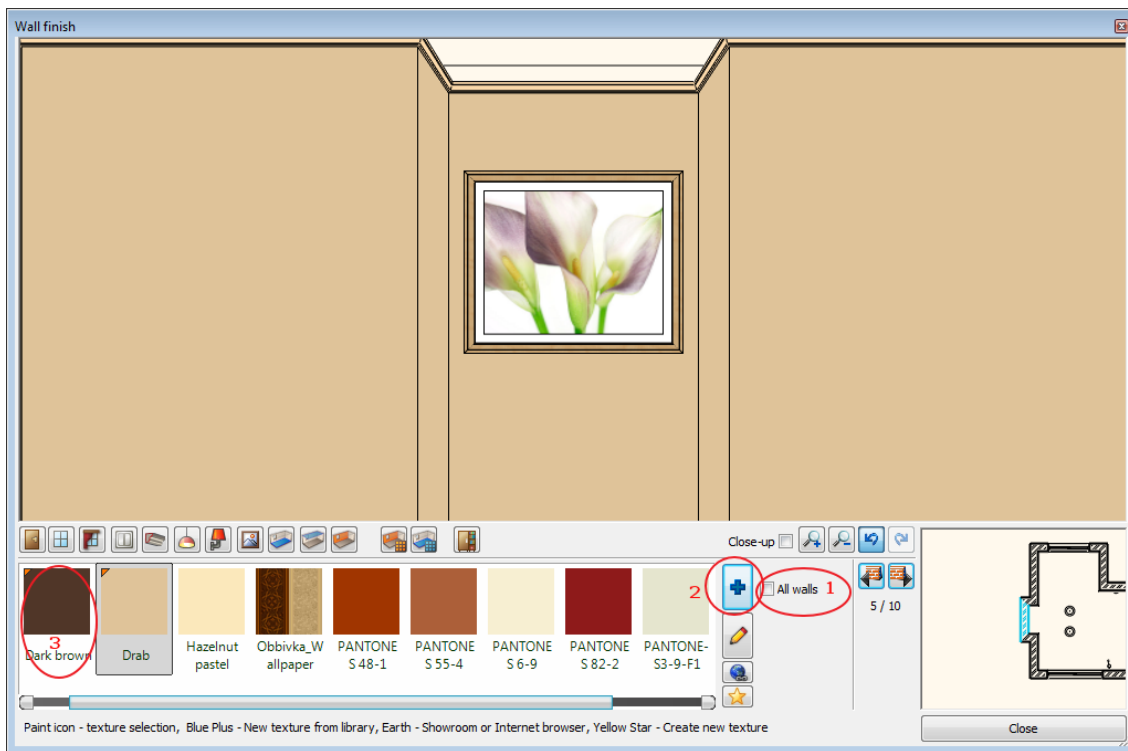 Wall finish
Close-up
2
All walls 1
5 / 10
3
Dark brown
Drab
Hazelnut
pastel
Obbivka_W
allpaper
PANTONE
S 48-1
PANTONE
S 55-4
PANTONE
S 6-9
PANTONE
S 82-2
PANTONE-
S3-9-F1
Paint icon - texture selection,  Blue Plus - New texture from library, Earth - Showroom or Internet browser, Yellow Star - Create new texture
Close